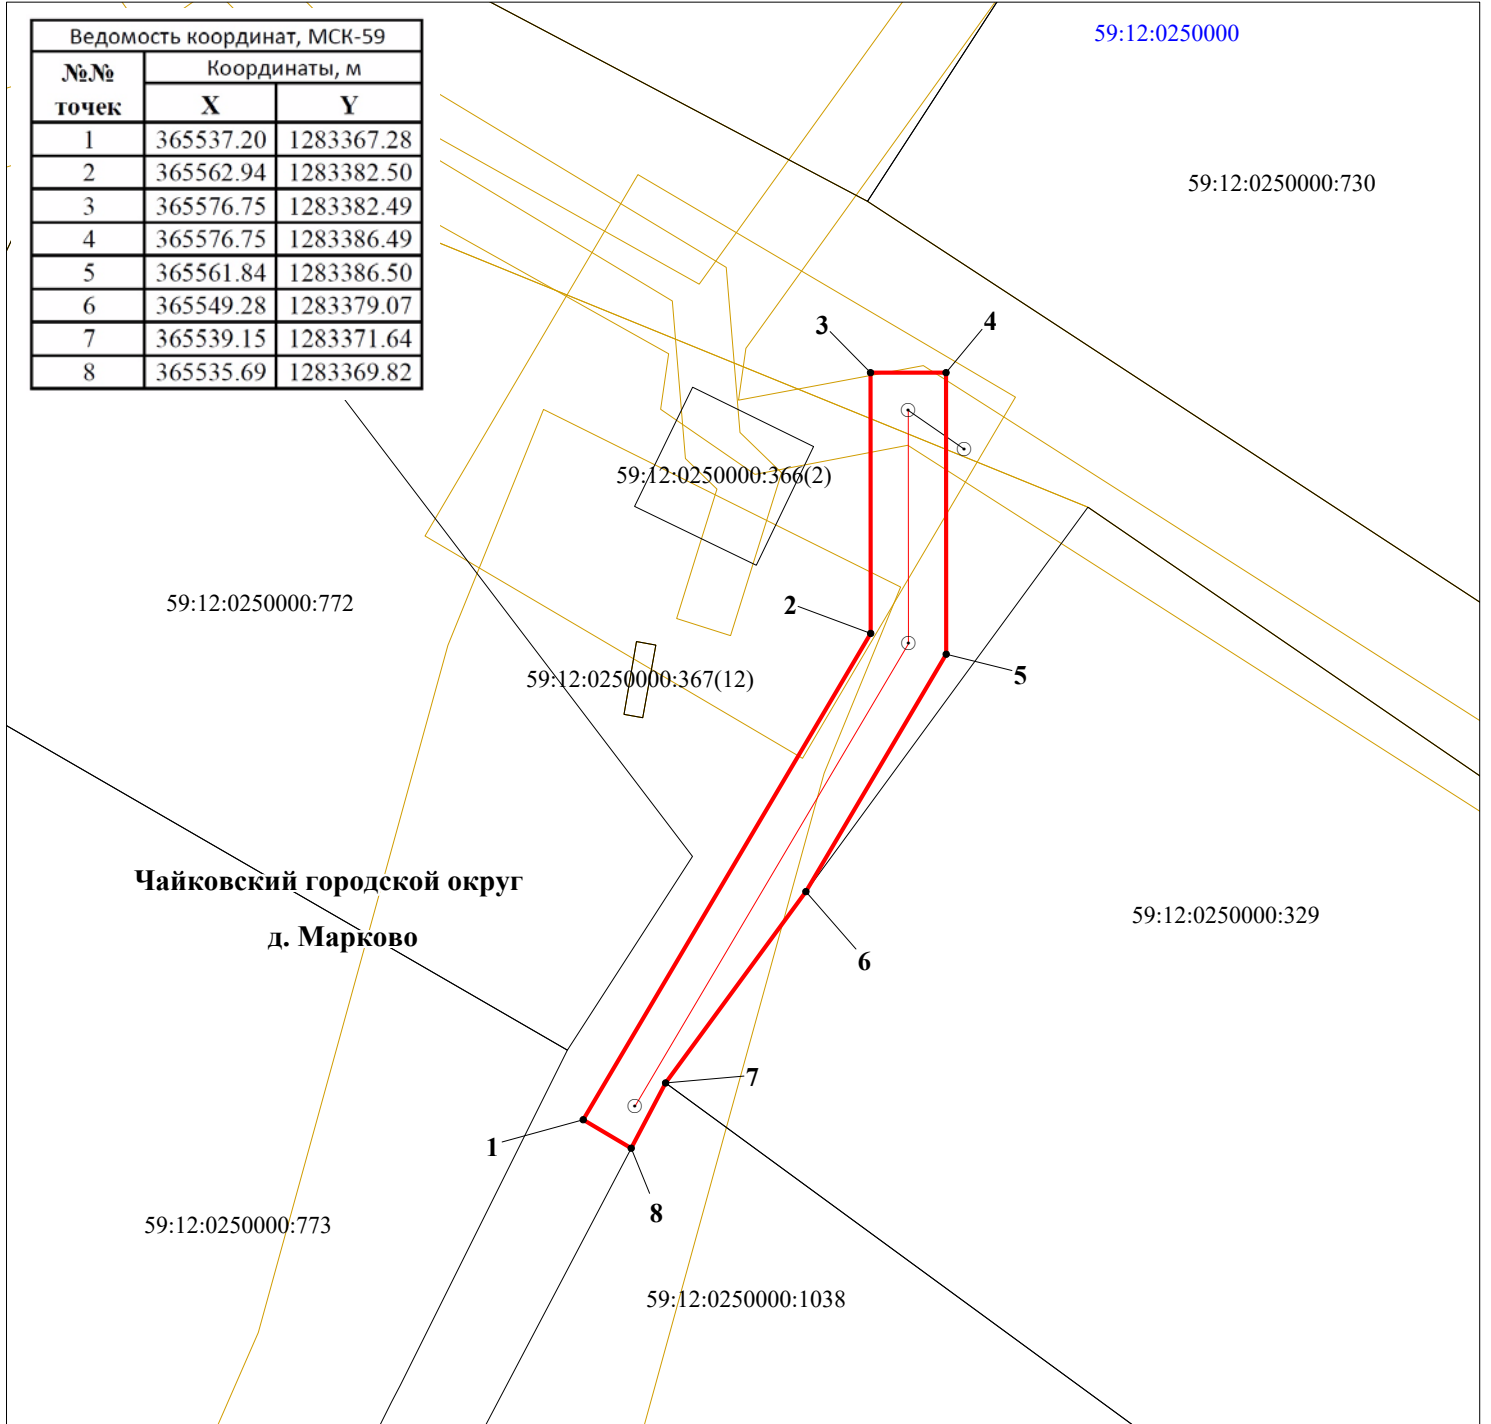 Ведомость координат, МСК-59
№№ точек Координаты, м
X Y
1 365537.20 1283367.28
2 365562.94 1283382.50
3 365576.75 1283382.49
4 365576.75 1283386.49
5 365561.84 1283386.50
6 365549.28 1283379.07
7 365539.15 1283371.64
8 365535.69 1283369.82
59:12:0250000
59:12:0250000:730
3
4
59:12:0250000:366(2)
59:12:0250000:772
2
5
59:12:0250000:367(12)
Чайковский городской округ
д. Марково
59:12:0250000:329
6
7
1
8
59:12:0250000:773
59:12:0250000:1038